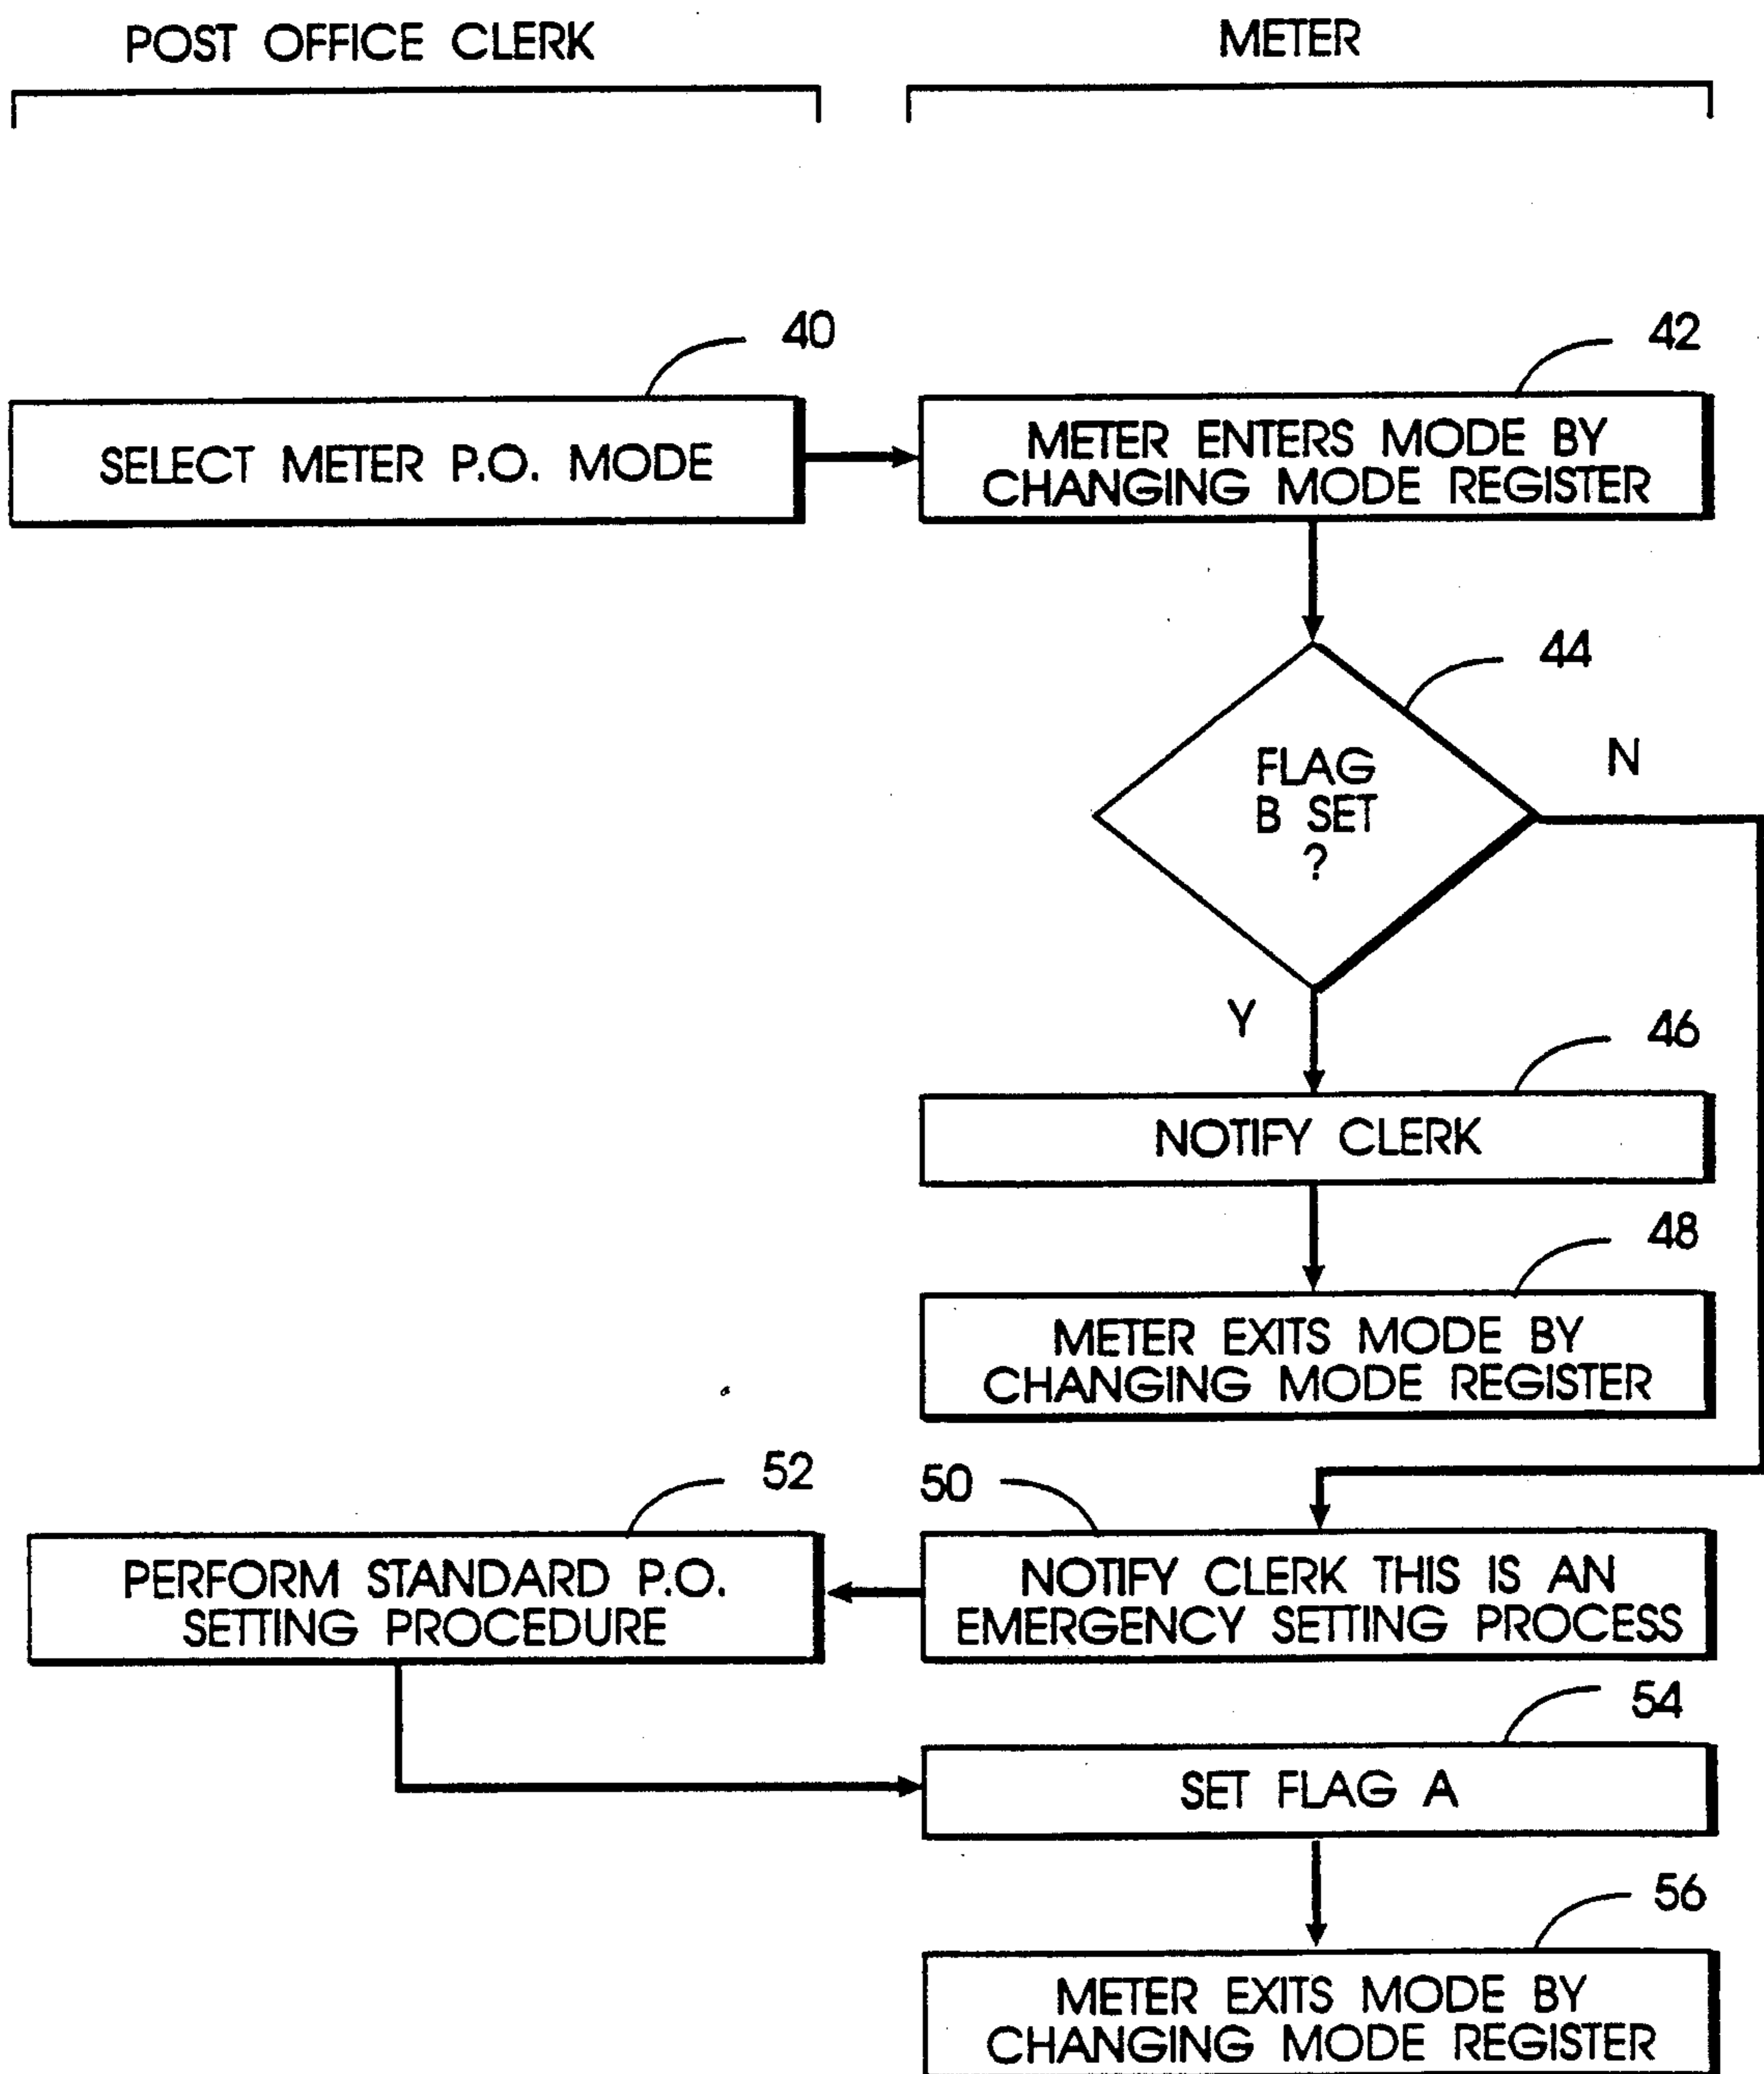 POST OFFICE CLERK
METER
40
SELECT METER P.O. MODE
42
METER ENTERS MODE BY
CHANGING MODE REGISTER
44
FLAG
B SET
?
N
Y
46
NOTIFY CLERK
48
METER EXITS MODE BY
CHANGING MODE REGISTER
52
PERFORM STANDARD P.O.
SETTING PROCEDURE
50
NOTIFY CLERK THIS IS AN
EMERGENCY SETTING PROCESS
54
SET FLAG A
56
METER EXITS MODE BY
CHANGING MODE REGISTER